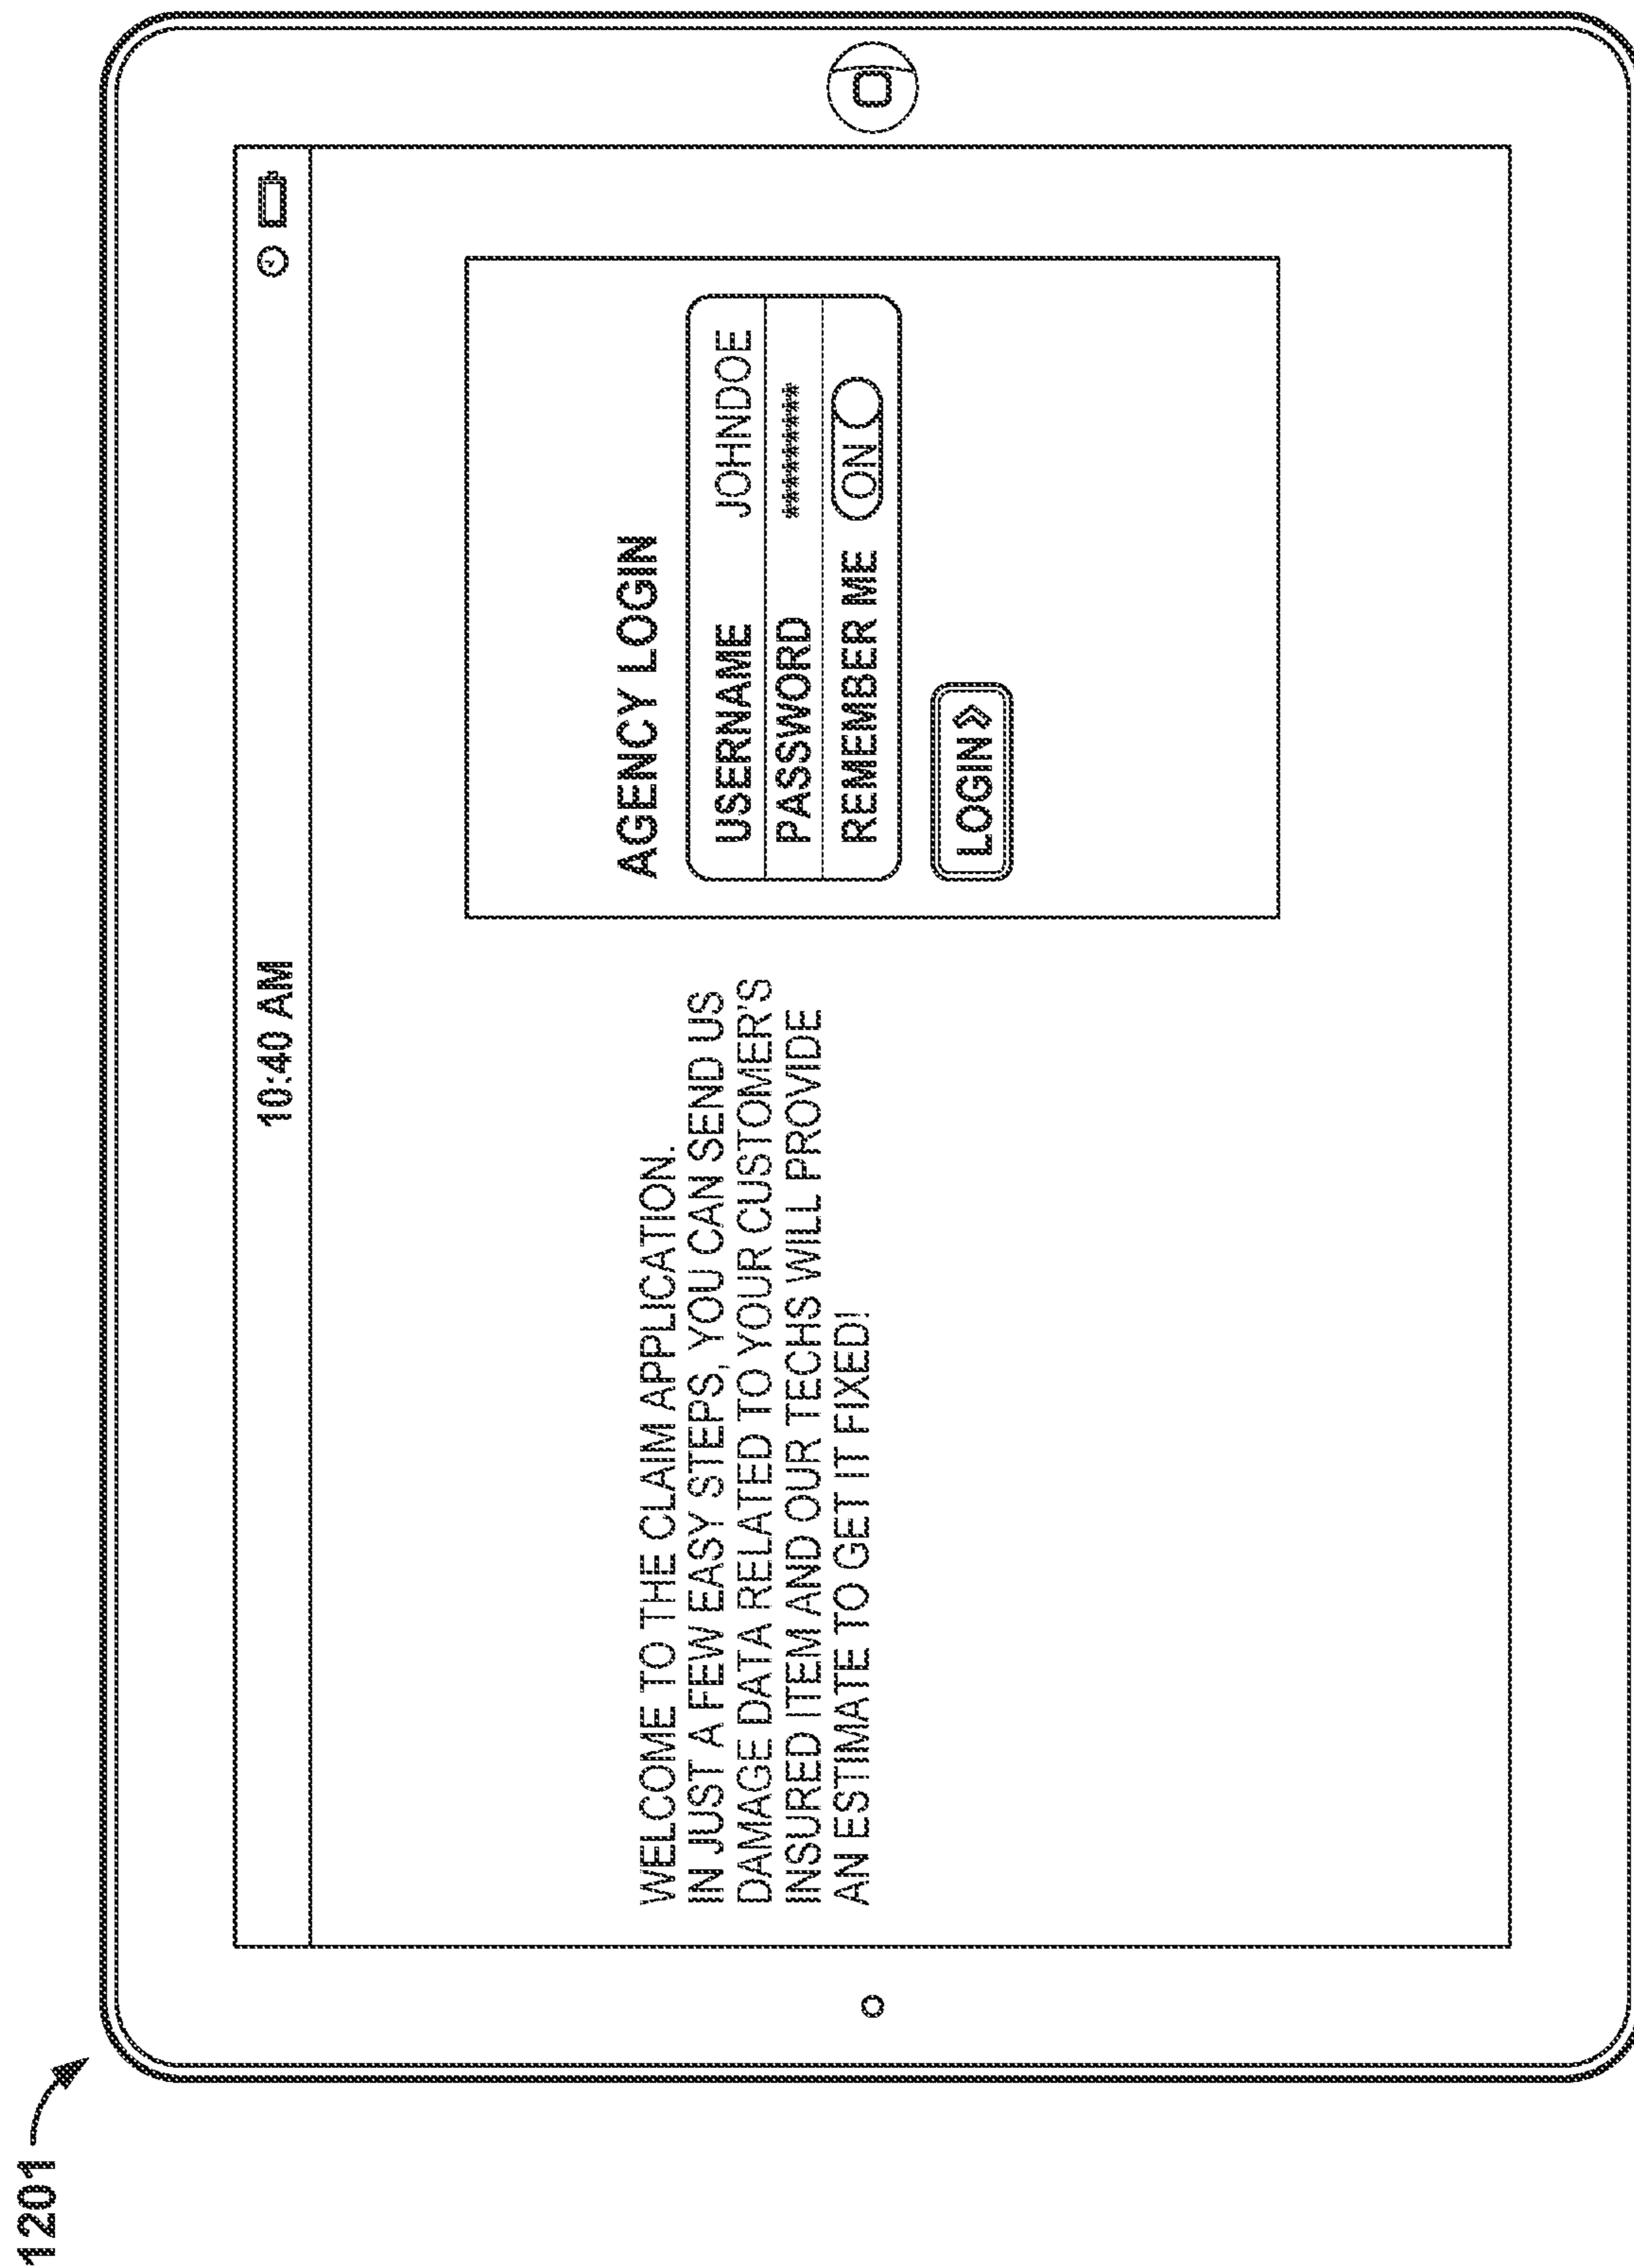 1201
10:40 AM
WELCOME TO THE CLAIM APPLICATION.
IN JUST A FEW EASY STEPS, YOU CAN SEND US
DAMAGE DATA RELATED TO YOUR CUSTOMER'S
INSURED ITEM AND OUR TECHS WILL PROVIDE
AN ESTIMATE TO GET IT FIXED!
AGENCY LOGIN
USERNAME JOHNDOE
PASSWORD ********
REMEMBER ME ON
LOGIN »